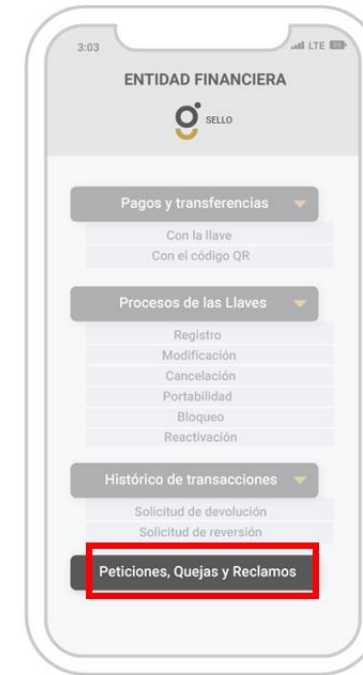 3:03 LTE
ENTIDAD FINANCIERA
SELLO
Pagos y transferencias
Con la llave
Con el código QR
Procesos de las Llaves
Registro
Modificación
Cancelación
Portabilidad
Bloqueo
Reactivación
Histórico de transacciones
Solicitud de devolución
Solicitud de reversión
Peticiones, Quejas y Reclamos